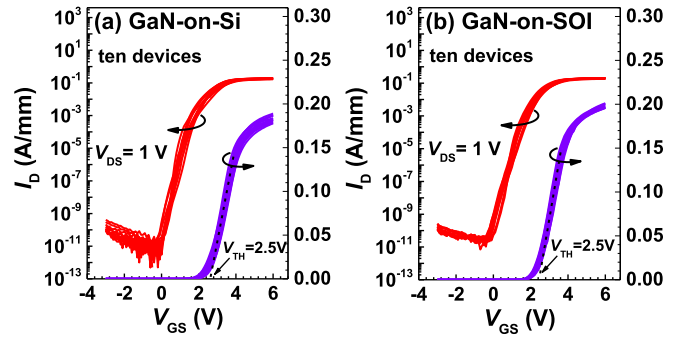 (a) GaN-on-Si
ten devices
V_DS = 1 V
V_TH=2.5V
I_D (A/mm)
10^3
10^1
10^-1
10^-3
10^-5
10^-7
10^-9
10^-11
10^-13
0.30
0.25
0.20
0.15
0.10
0.05
0.00
-4 -2 0 2 4 6
V_GS (V)
(b) GaN-on-SOI
ten devices
V_DS = 1 V
V_TH=2.5V
I_D (A/mm)
10^3
10^1
10^-1
10^-3
10^-5
10^-7
10^-9
10^-11
10^-13
0.30
0.25
0.20
0.15
0.10
0.05
0.00
-4 -2 0 2 4 6
V_GS (V)